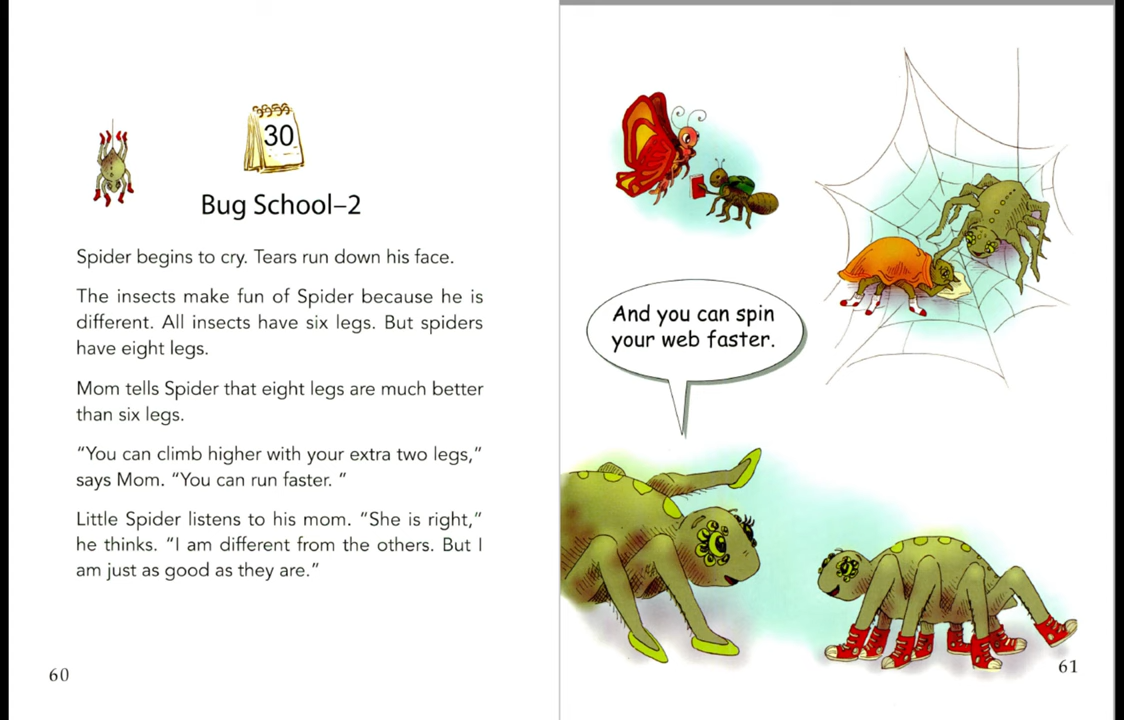 30
Bug School–2
Spider begins to cry. Tears run down his face.
The insects make fun of Spider because he is
different. All insects have six legs. But spiders
have eight legs.
Mom tells Spider that eight legs are much better
than six legs.
“You can climb higher with your extra two legs,”
says Mom. “You can run faster. ”
Little Spider listens to his mom. “She is right,”
he thinks. “I am different from the others. But I
am just as good as they are.”
60
And you can spin
your web faster.
61